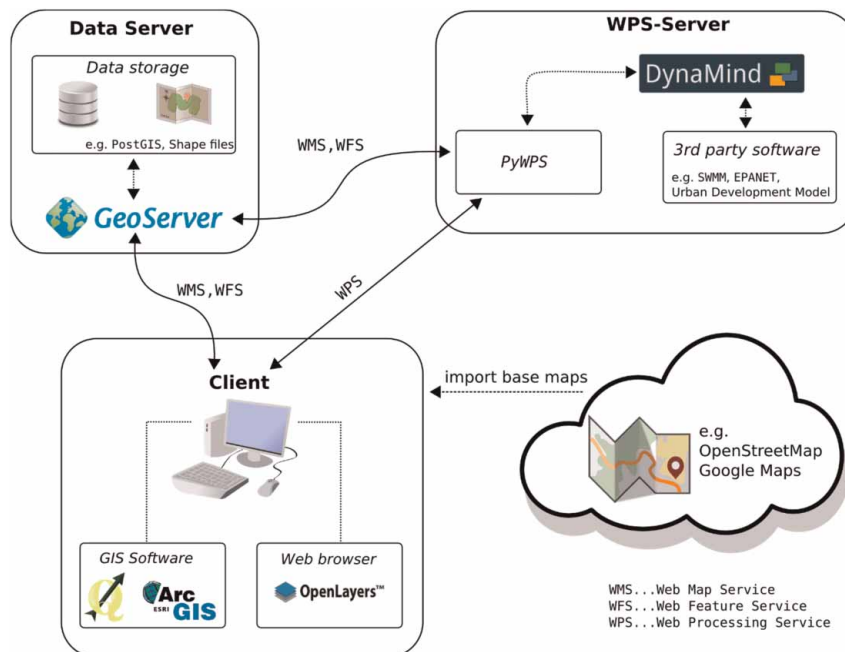 Data Server
Data storage
e.g. PostGIS, Shape files
GeoServer
WMS,WFS
WPS-Server
DynaMind
PyWPS
3rd party software
e.g. SWMM, EPANET,
Urban Development Model
WMS,WFS
WPS
Client
import base maps
e.g.
OpenStreetMap
Google Maps
GIS Software
Q
Arc
ESRI GIS
Web browser
OpenLayers™
WMS...Web Map Service
WFS...Web Feature Service
WPS...Web Processing Service